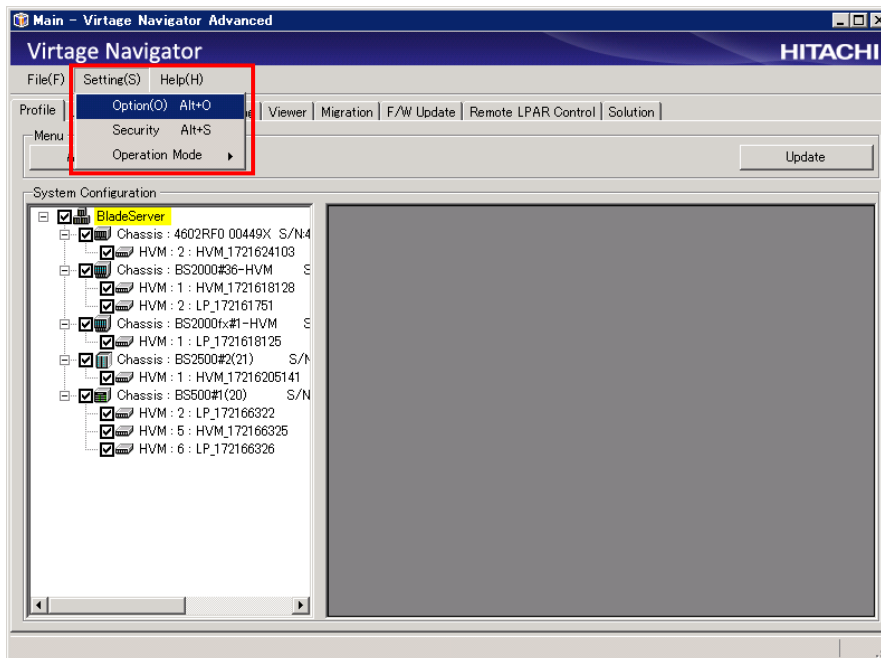 Main - Virtage Navigator Advanced
Virtage Navigator
HITACHI
File(F) Setting(S) Help(H)
Option(O) Alt+O
Security Alt+S
Operation Mode
Profile Viewer Migration F/W Update Remote LPAR Control Solution
Menu
Update
System Configuration
BladeServer
Chassis : 4602RF0 00449X S/N:4
HVM : 2 : HVM_1721624103
Chassis : BS2000#36-HVM S
HVM : 1 : HVM_1721618128
HVM : 2 : LP_172161751
Chassis : BS2000fx#1-HVM S
HVM : 1 : LP_1721618125
Chassis : BS2500#2(21) S/N
HVM : 1 : HVM_17216205141
Chassis : BS500#1(20) S/N
HVM : 2 : LP_172166322
HVM : 5 : HVM_172166325
HVM : 6 : LP_172166326